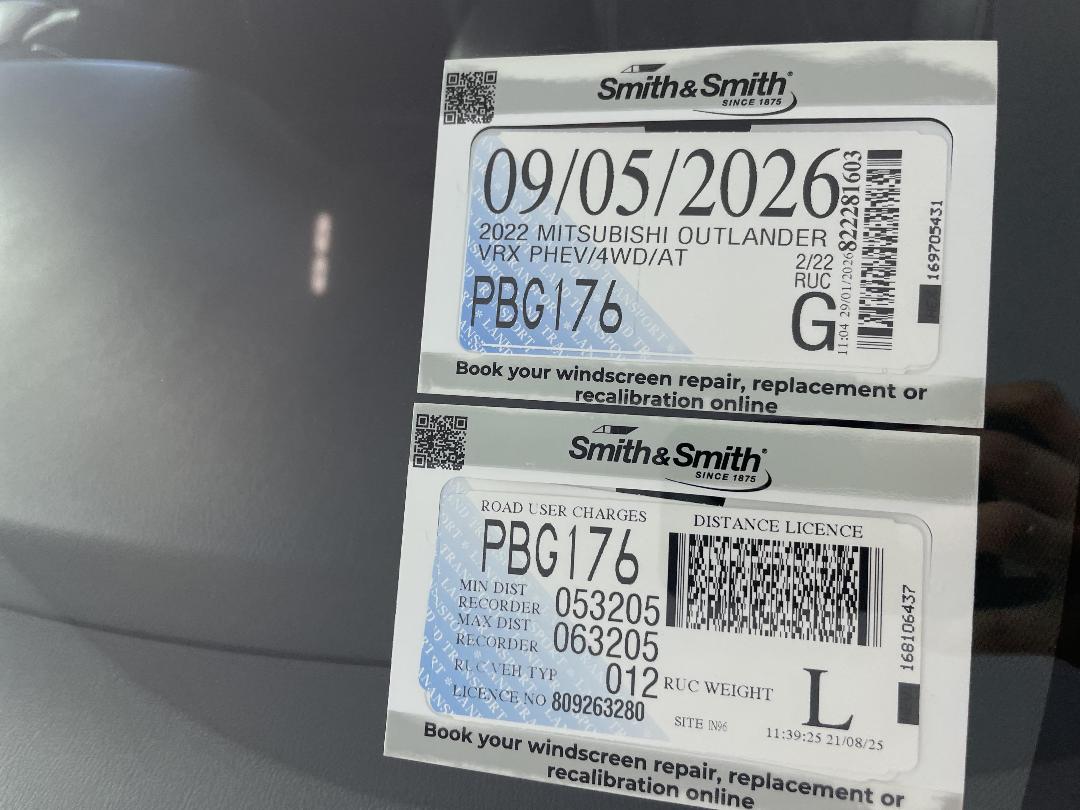 Smith&Smith®
SINCE 1875
09/05/2026
2022 MITSUBISHI OUTLANDER
VRX PHEV/4WD/AT
2/22
RUC
PBG176
G
11:04 29/01/2026
822281603
169705431
Book your windscreen repair, replacement or
recalibration online
Smith&Smith®
SINCE 1875
ROAD USER CHARGES
DISTANCE LICENCE
PBG176
MIN DIST
RECORDER 053205
MAX DIST
RECORDER 063205
RUC VEH TYP 012
RUC WEIGHT L
LICENCE NO 809263280
SITE IN96
11:39:25 21/08/25
168106437
Book your windscreen repair, replacement or
recalibration online